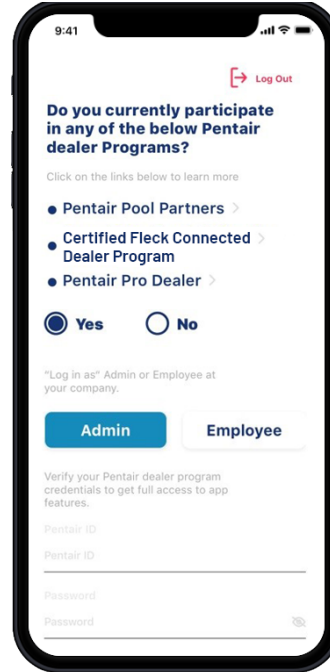 9:41
Log Out
Do you currently participate
in any of the below Pentair
dealer Programs?
Click on the links below to learn more
Pentair Pool Partners
Certified Fleck Connected
Dealer Program
Pentair Pro Dealer
Yes No
"Log in as" Admin or Employee at
your company.
Admin Employee
Verify your Pentair dealer program
credentials to get full access to app
features.
Pentair ID
Pentair ID
Password
Password